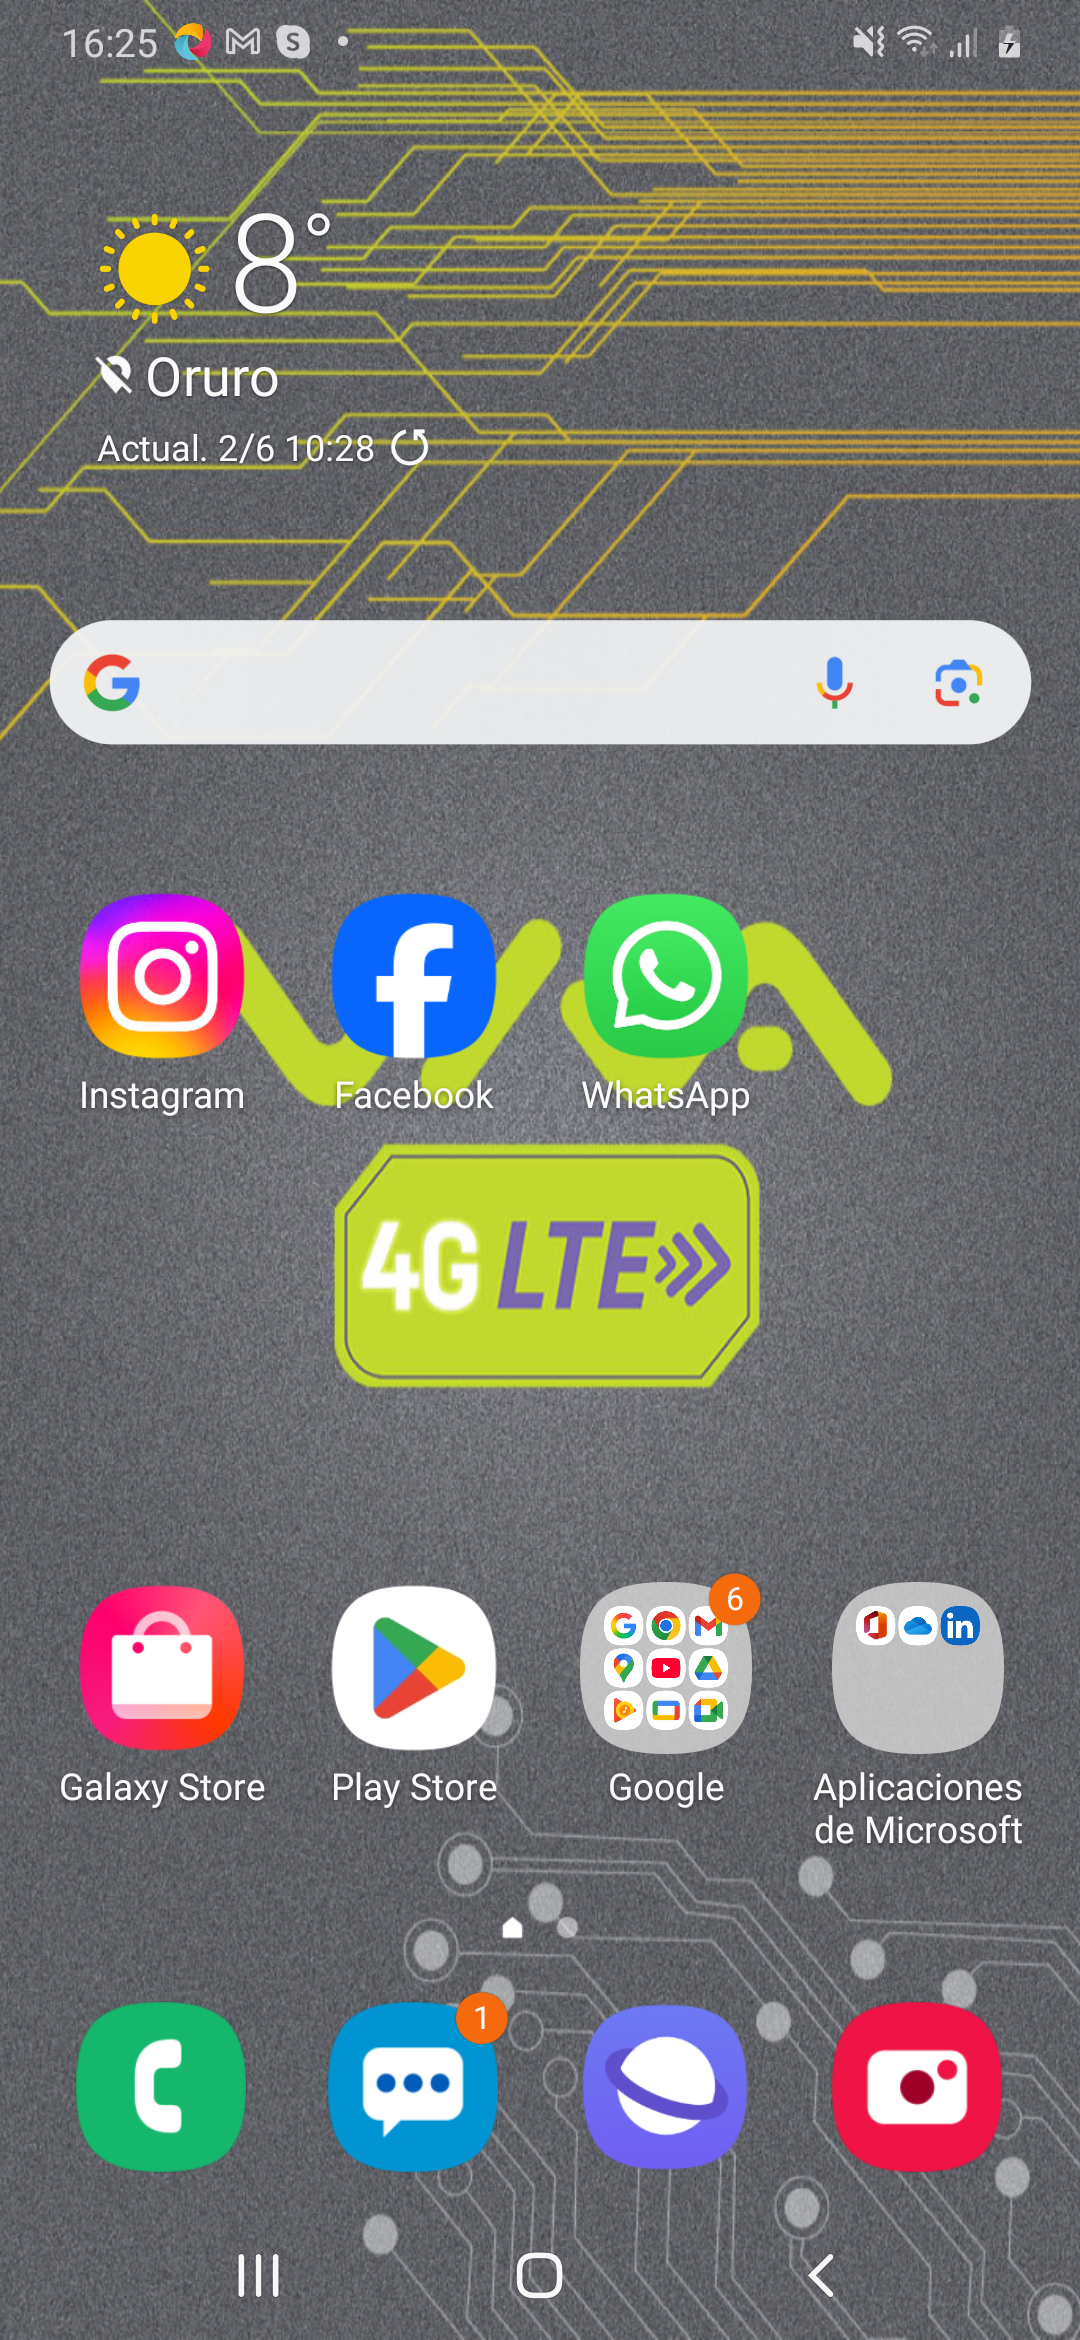 16:25
8°
Oruro
Actual. 2/6 10:28
Instagram
Facebook
WhatsApp
VIVA
4G LTE
6
Galaxy Store
Play Store
Google
Aplicaciones
de Microsoft
1